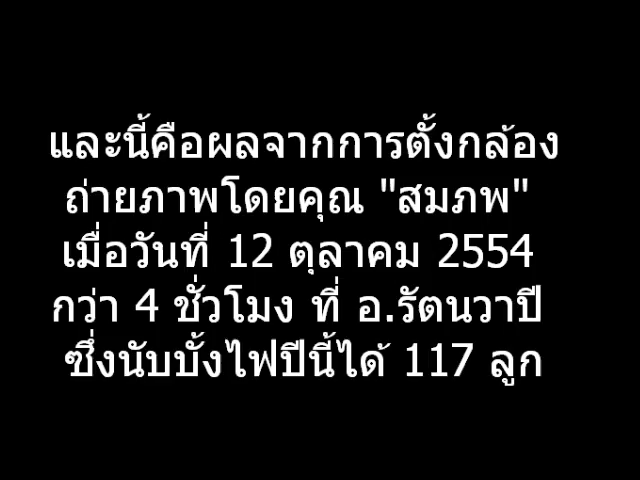 และนี้คือผลจากการตั้งกล้อง
ถ่ายภาพโดยคุณ "สมภพ"
เมื่อวันที่ 12 ตุลาคม 2554
กว่า 4 ชั่วโมง ที่ อ.รัตนวาปี
ซึ่งนับบั้งไฟปีนี้ได้ 117 ลูก